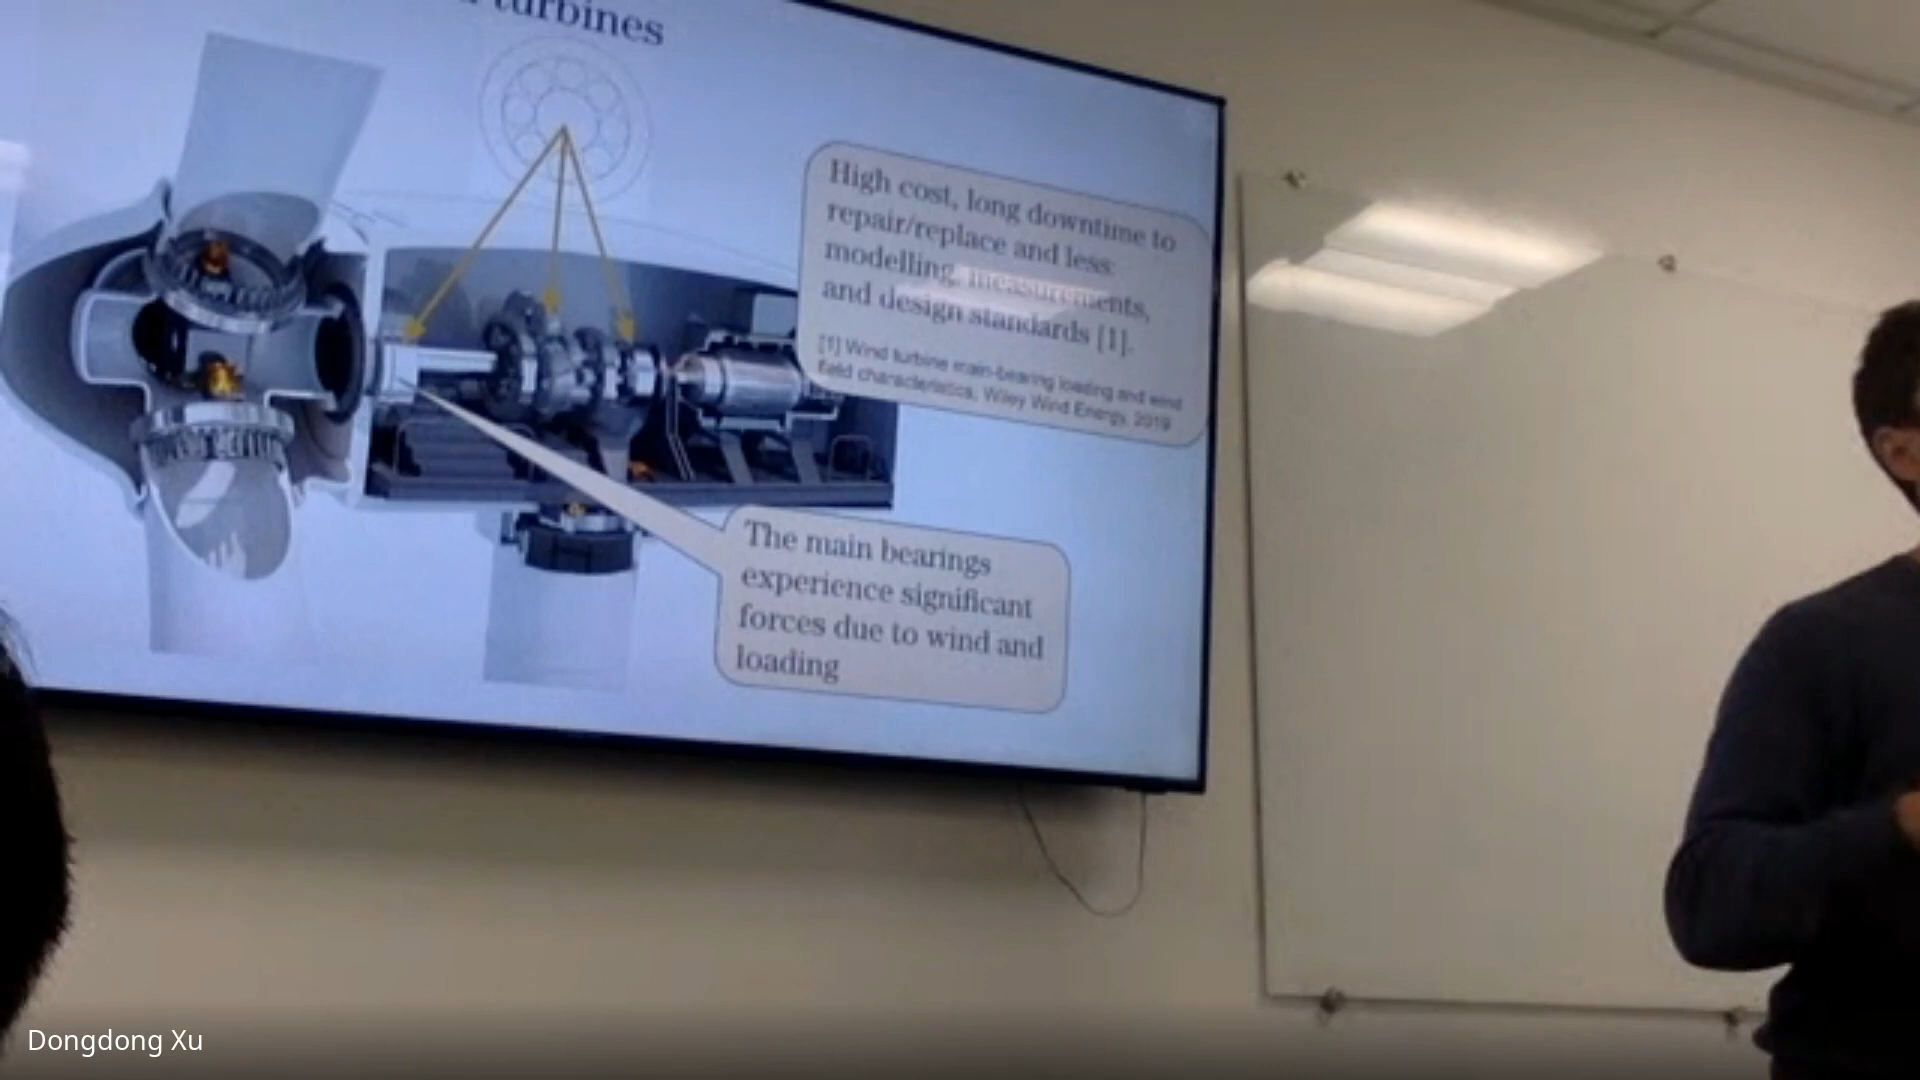 turbines
High cost, long downtime to
repair/replace and less:
modelling, measurements,
and design standards [1].
[1] Wind turbine main-bearing loading and wind
field characteristics, Wiley Wind Energy, 2019
The main bearings
experience significant
forces due to wind and
loading
Dongdong Xu